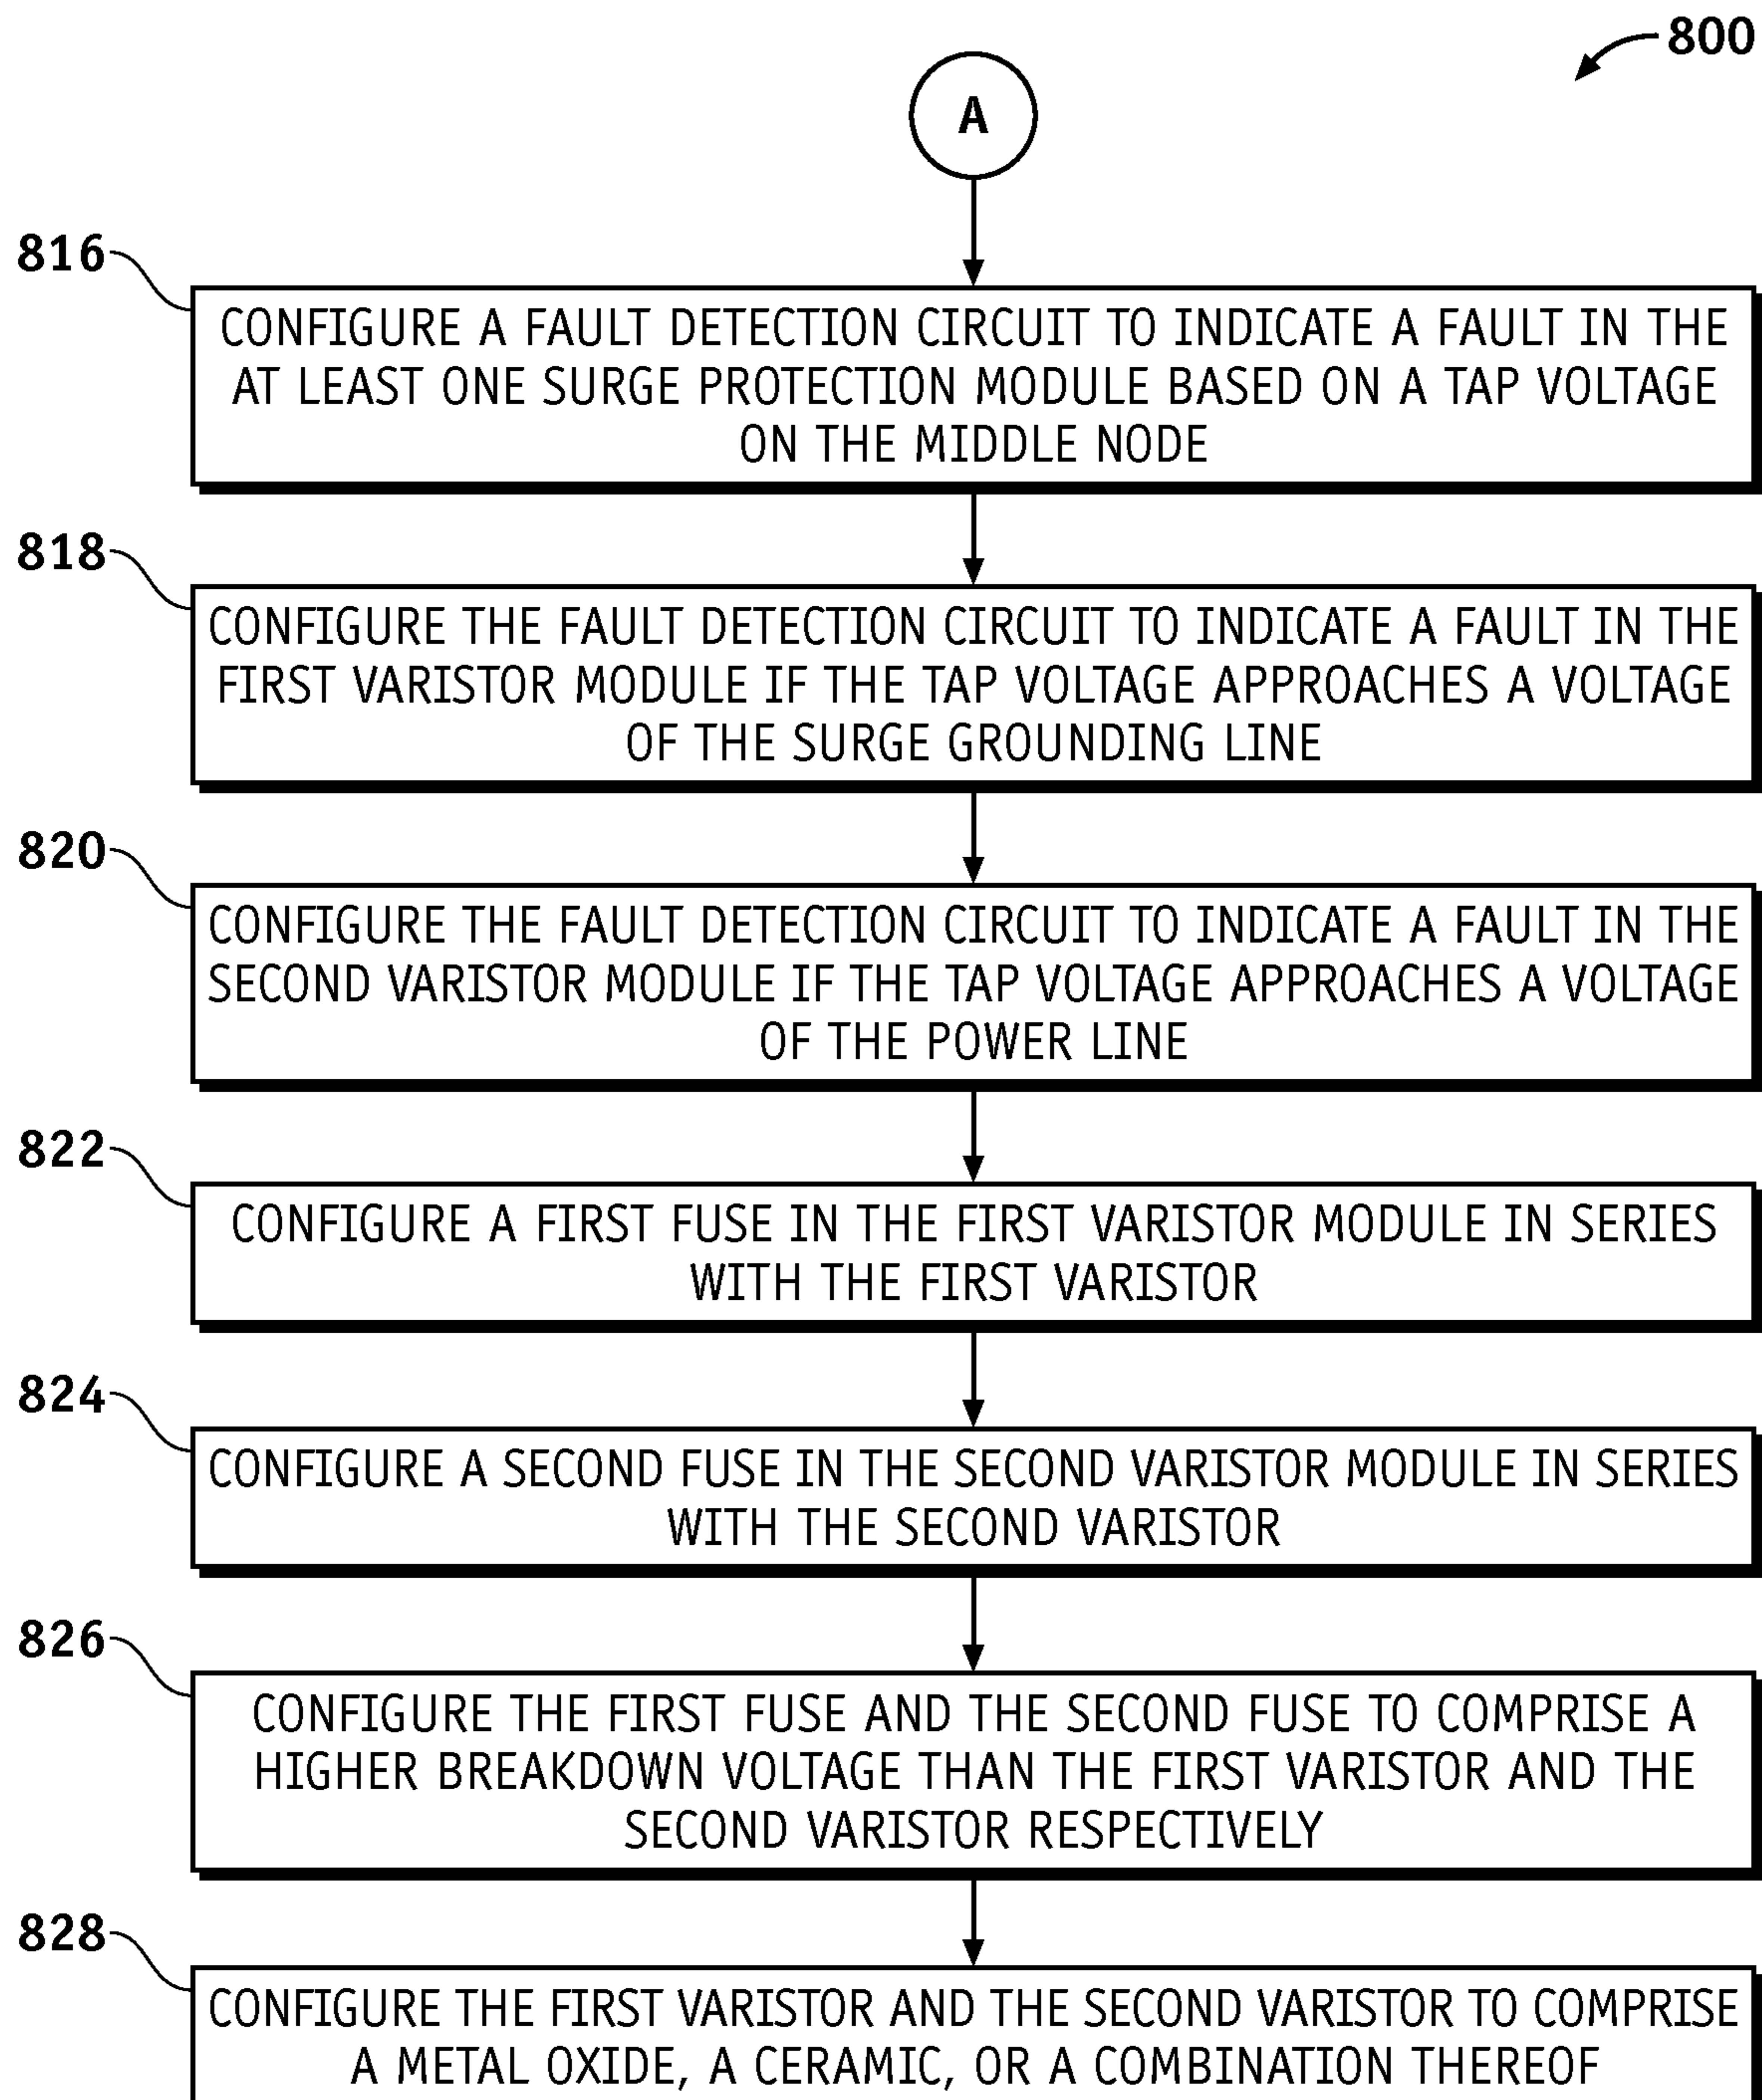 800
A
816
CONFIGURE A FAULT DETECTION CIRCUIT TO INDICATE A FAULT IN THE
AT LEAST ONE SURGE PROTECTION MODULE BASED ON A TAP VOLTAGE
ON THE MIDDLE NODE
818
CONFIGURE THE FAULT DETECTION CIRCUIT TO INDICATE A FAULT IN THE
FIRST VARISTOR MODULE IF THE TAP VOLTAGE APPROACHES A VOLTAGE
OF THE SURGE GROUNDING LINE
820
CONFIGURE THE FAULT DETECTION CIRCUIT TO INDICATE A FAULT IN THE
SECOND VARISTOR MODULE IF THE TAP VOLTAGE APPROACHES A VOLTAGE
OF THE POWER LINE
822
CONFIGURE A FIRST FUSE IN THE FIRST VARISTOR MODULE IN SERIES
WITH THE FIRST VARISTOR
824
CONFIGURE A SECOND FUSE IN THE SECOND VARISTOR MODULE IN SERIES
WITH THE SECOND VARISTOR
826
CONFIGURE THE FIRST FUSE AND THE SECOND FUSE TO COMPRISE A
HIGHER BREAKDOWN VOLTAGE THAN THE FIRST VARISTOR AND THE
SECOND VARISTOR RESPECTIVELY
828
CONFIGURE THE FIRST VARISTOR AND THE SECOND VARISTOR TO COMPRISE
A METAL OXIDE, A CERAMIC, OR A COMBINATION THEREOF